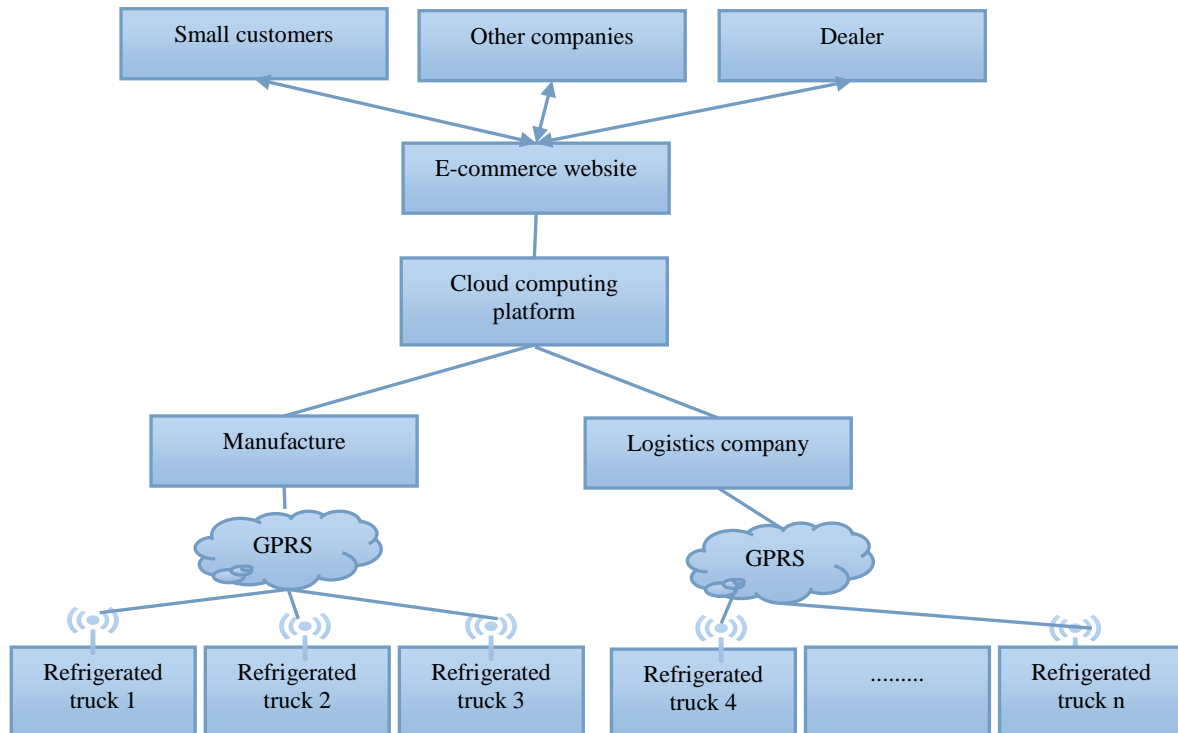 Small customers
Other companies
Dealer
E-commerce website
Cloud computing
platform
Manufacture
Logistics company
GPRS
GPRS
Refrigerated
truck 1
Refrigerated
truck 2
Refrigerated
truck 3
Refrigerated
truck 4
.........
Refrigerated
truck n